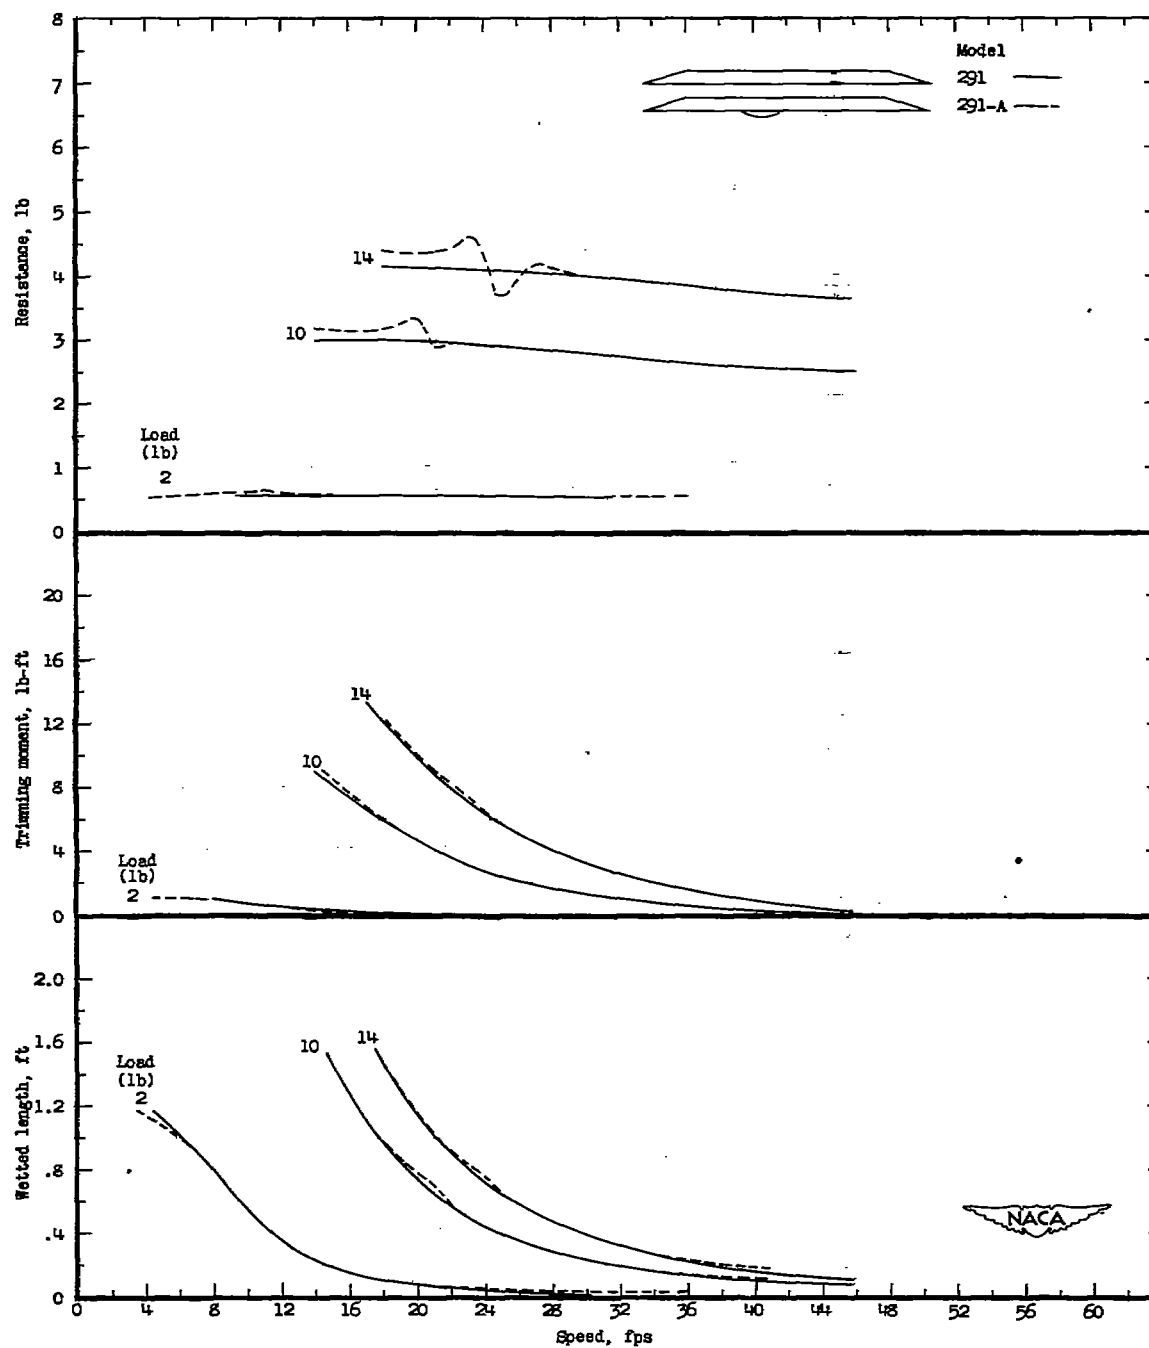 8
Model
7
291
291-A
6
5
Resistance, lb
14
4
10
3
2
Load
(lb)
2
1
0
20
16
Trimming moment, lb-ft
14
12
10
8
4
Load
(lb)
2
0
2.0
1.6
10
14
Wetted length, ft
Load
(lb)
2
1.2
.8
.4
NACA
0
0 4 8 12 16 20 24 28 32 36 40 44 48 52 56 60
Speed, fps